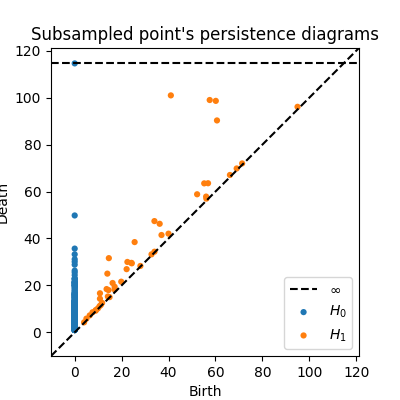 Subsampled point's persistence diagrams
120
100
80
60
40
20
0
Death
∞
H₀
H₁
0 20 40 60 80 100 120
Birth